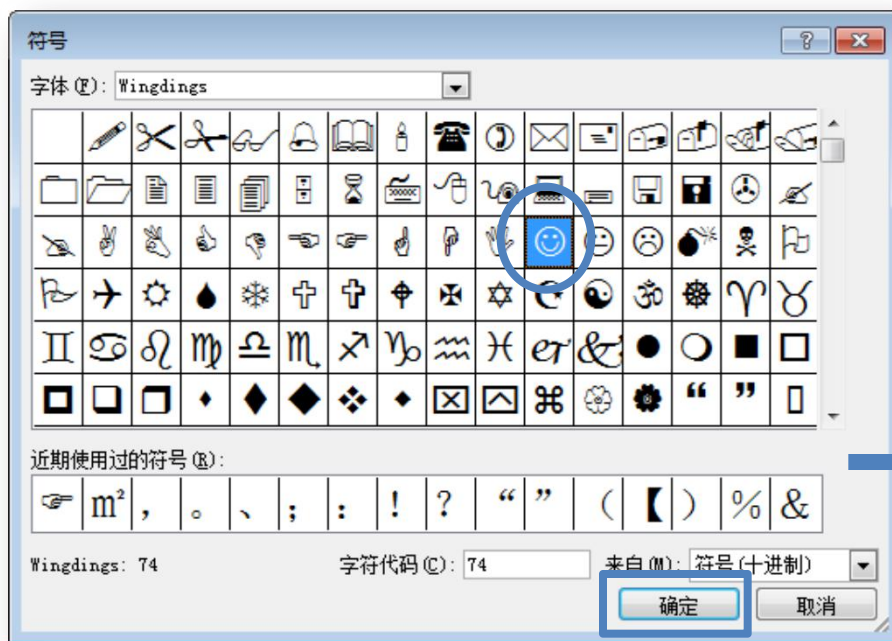 符号
字体(F): Wingdings
近期使用过的符号(R):
m² , 。 、 ; : ! ? “ ” ( 【 ) % &
Wingdings: 74 字符代码(C): 74 来自(M): 符号(十进制)
确定 取消